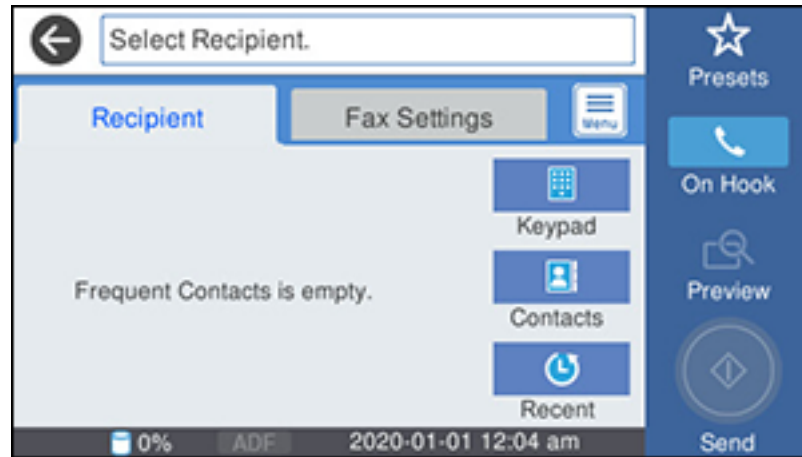 Select Recipient.
Presets
Recipient
Fax Settings
Menu
On Hook
Keypad
Frequent Contacts is empty.
Preview
Contacts
Recent
0% ADF 2020-01-01 12:04 am
Send